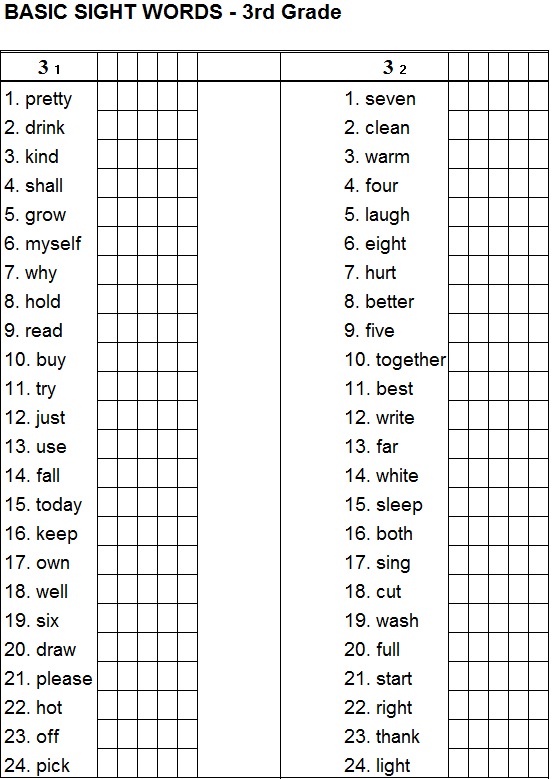 BASIC SIGHT WORDS - 3rd Grade
3 1
1. pretty
2. drink
3. kind
4. shall
5. grow
6. myself
7. why
8. hold
9. read
10. buy
11. try
12. just
13. use
14. fall
15. today
16. keep
17. own
18. well
19. six
20. draw
21. please
22. hot
23. off
24. pick
3 2
1. seven
2. clean
3. warm
4. four
5. laugh
6. eight
7. hurt
8. better
9. five
10. together
11. best
12. write
13. far
14. white
15. sleep
16. both
17. sing
18. cut
19. wash
20. full
21. start
22. right
23. thank
24. light